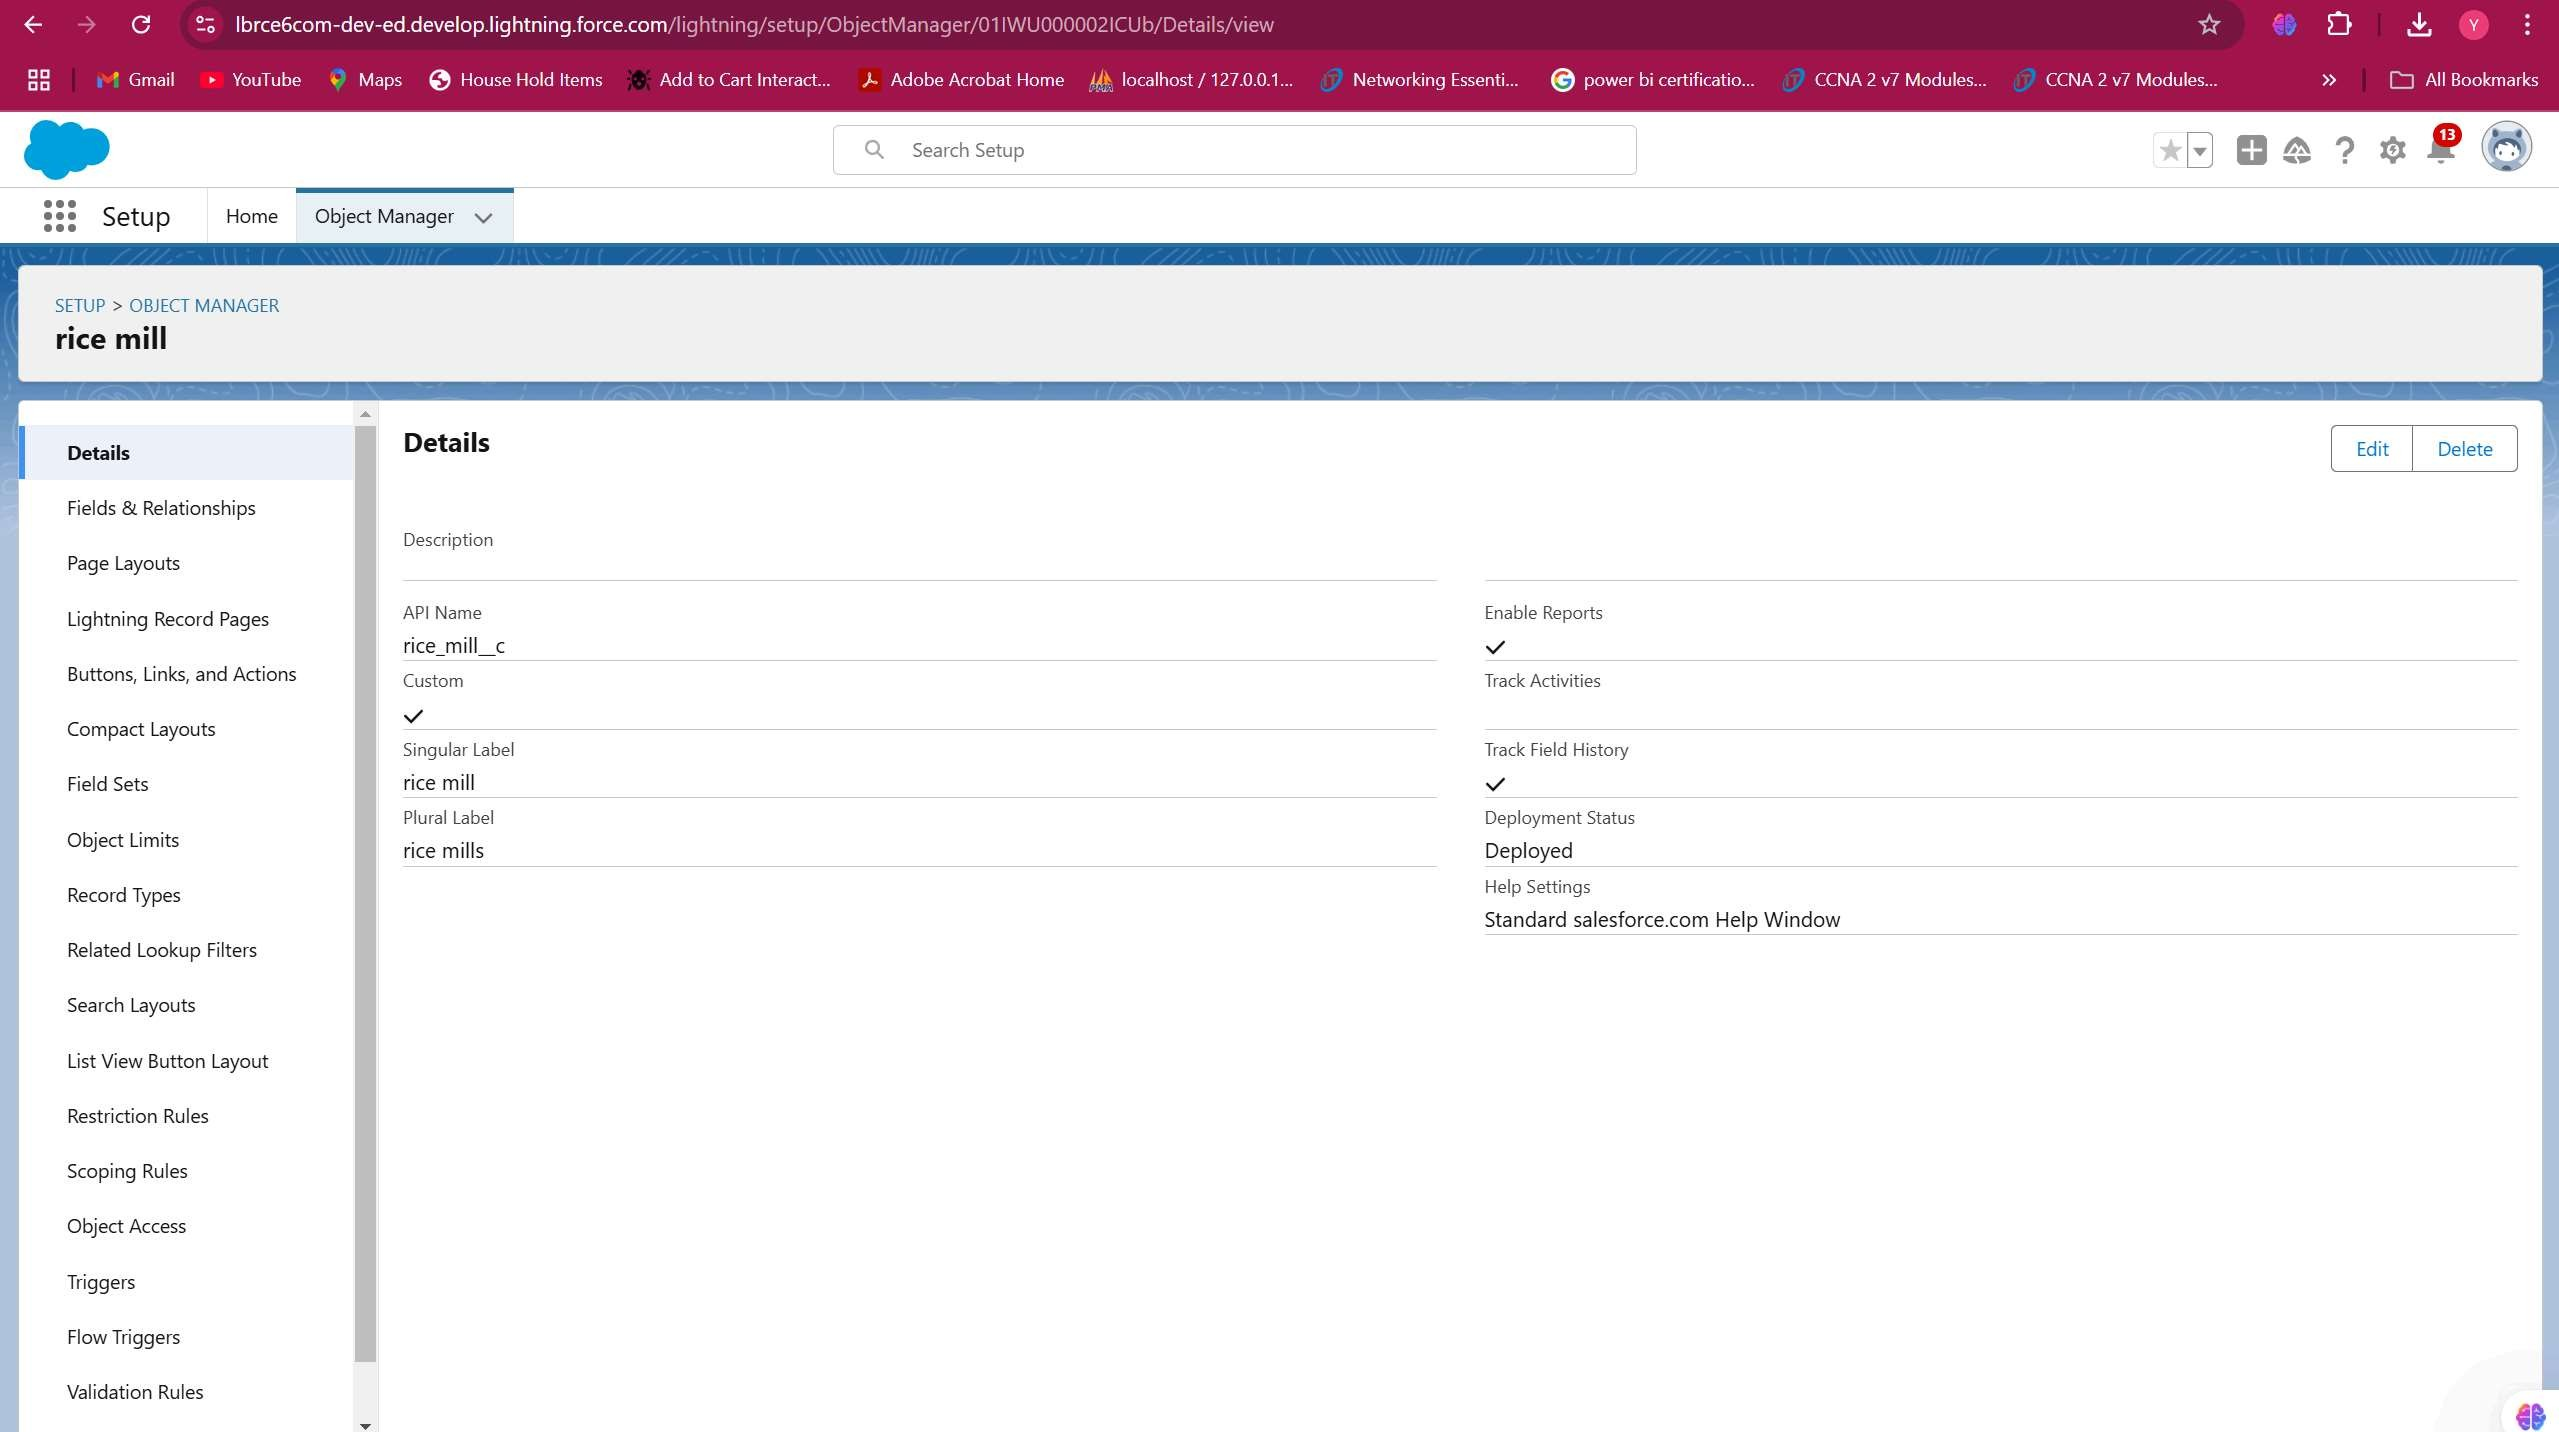 lbrce6com-dev-ed.develop.lightning.force.com/lightning/setup/ObjectManager/01IWU000002ICUb/Details/view
Y
Gmail
YouTube
Maps
House Hold Items
Add to Cart Interact...
Adobe Acrobat Home
localhost / 127.0.0.1...
Networking Essenti...
power bi certificatio...
CCNA 2 v7 Modules...
CCNA 2 v7 Modules...
»
All Bookmarks
Search Setup
13
Setup
Home
Object Manager
SETUP > OBJECT MANAGER
rice mill
Details
Fields & Relationships
Page Layouts
Lightning Record Pages
Buttons, Links, and Actions
Compact Layouts
Field Sets
Object Limits
Record Types
Related Lookup Filters
Search Layouts
List View Button Layout
Restriction Rules
Scoping Rules
Object Access
Triggers
Flow Triggers
Validation Rules
Details
Edit
Delete
Description
API Name
rice_mill__c
Custom
Singular Label
rice mill
Plural Label
rice mills
Enable Reports
Track Activities
Track Field History
Deployment Status
Deployed
Help Settings
Standard salesforce.com Help Window